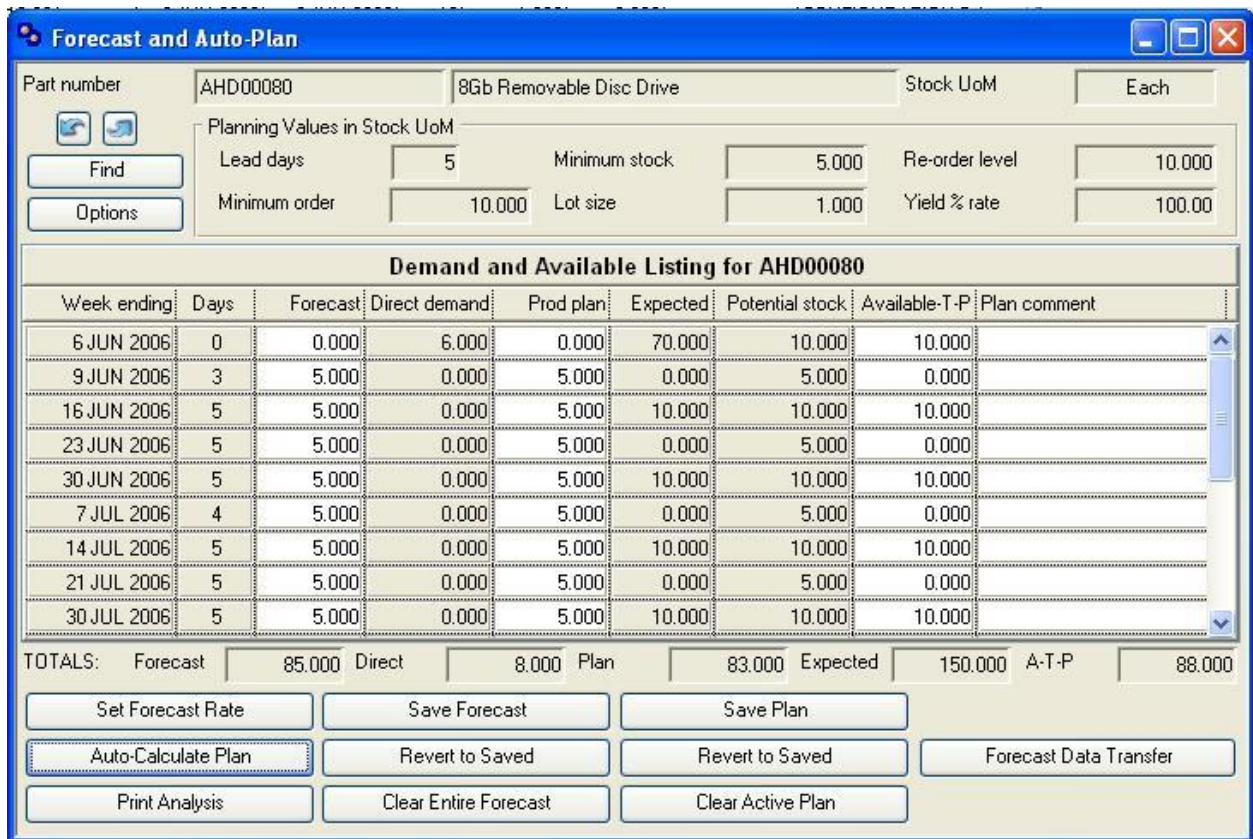 Forecast and Auto-Plan
Part number AHD00080 8Gb Removable Disc Drive Stock UoM Each
Planning Values in Stock UoM
Find
Lead days 5 Minimum stock 5.000 Re-order level 10.000
Options
Minimum order 10.000 Lot size 1.000 Yield % rate 100.00
Demand and Available Listing for AHD00080
Week ending Days Forecast Direct demand Prod plan Expected Potential stock Available-T-P Plan comment
6 JUN 2006 0 0.000 6.000 0.000 70.000 10.000 10.000
9 JUN 2006 3 5.000 0.000 5.000 0.000 5.000 0.000
16 JUN 2006 5 5.000 0.000 5.000 10.000 10.000 10.000
23 JUN 2006 5 5.000 0.000 5.000 0.000 5.000 0.000
30 JUN 2006 5 5.000 0.000 5.000 10.000 10.000 10.000
7 JUL 2006 4 5.000 0.000 5.000 0.000 5.000 0.000
14 JUL 2006 5 5.000 0.000 5.000 10.000 10.000 10.000
21 JUL 2006 5 5.000 0.000 5.000 0.000 5.000 0.000
30 JUL 2006 5 5.000 0.000 5.000 10.000 10.000 10.000
TOTALS: Forecast 85.000 Direct 8.000 Plan 83.000 Expected 150.000 A-T-P 88.000
Set Forecast Rate Save Forecast Save Plan
Auto-Calculate Plan Revert to Saved Revert to Saved Forecast Data Transfer
Print Analysis Clear Entire Forecast Clear Active Plan